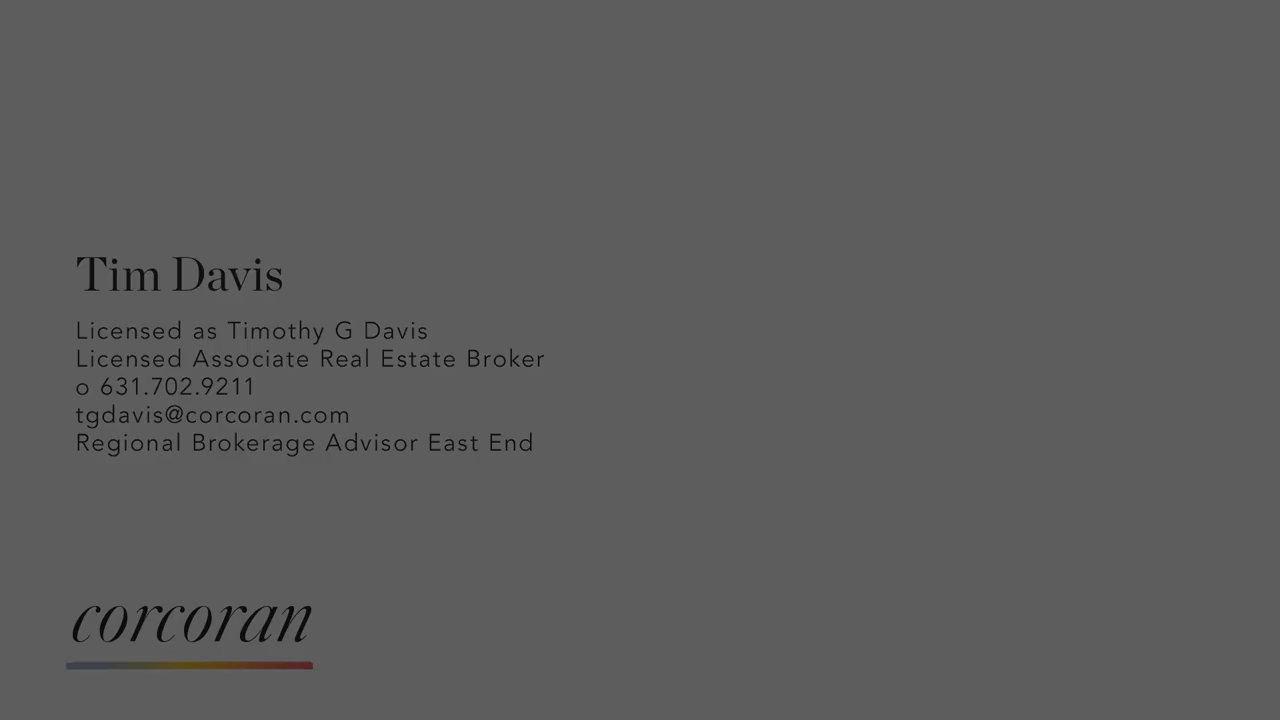 Tim Davis
Licensed as Timothy G Davis
Licensed Associate Real Estate Broker
o 631.702.9211
tgdavis@corcoran.com
Regional Brokerage Advisor East End
corcoran